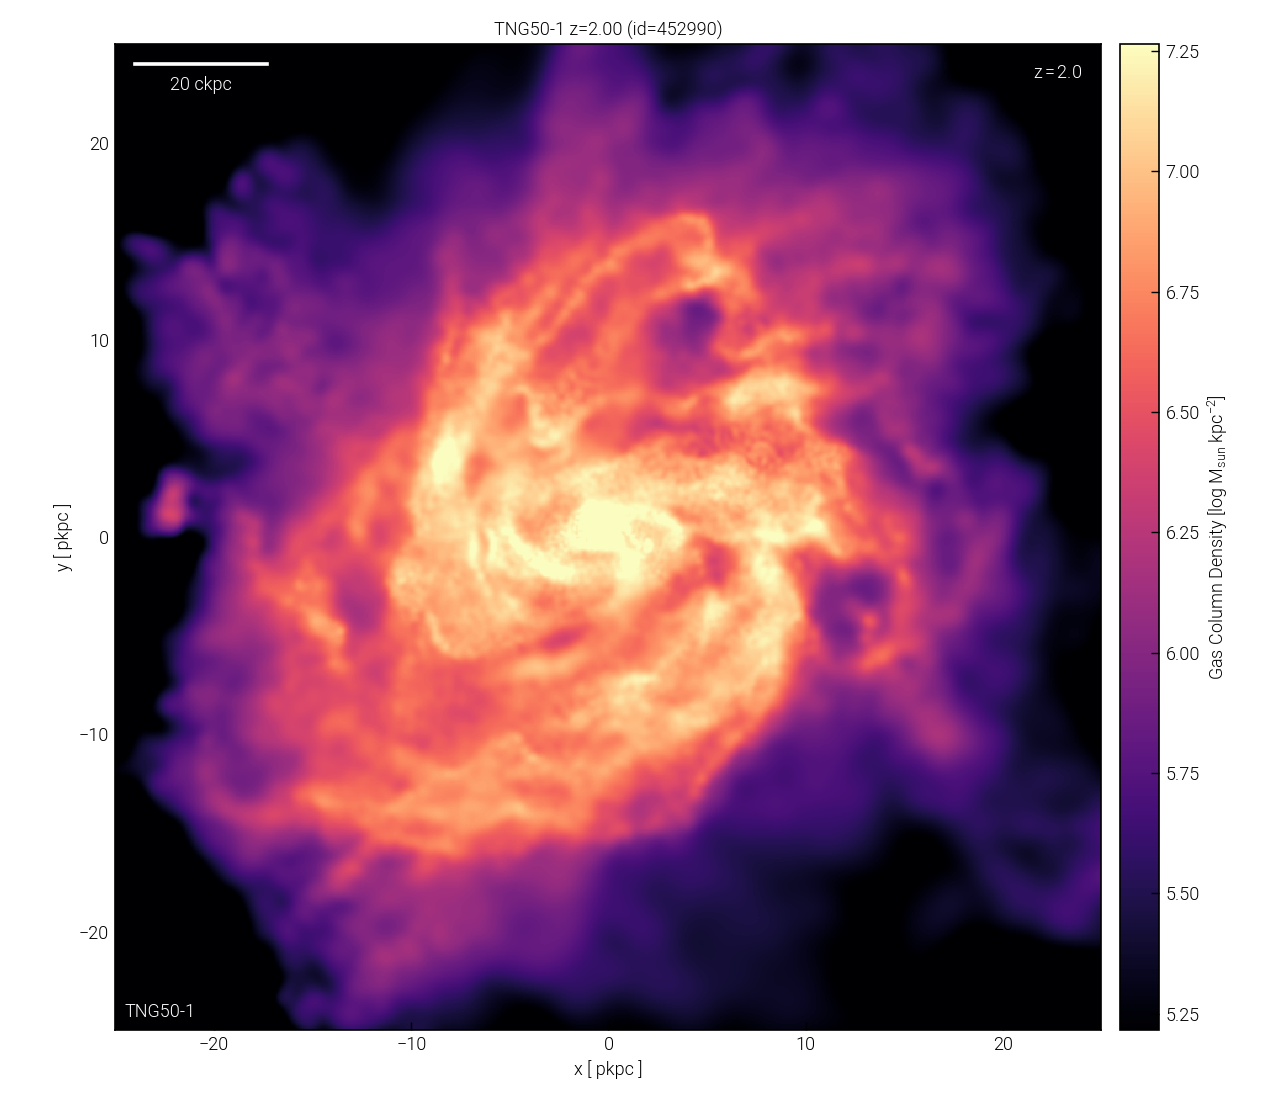 TNG50-1 z=2.00 (id=452990)
20 ckpc
z=2.0
7.25
7.00
6.75
6.50
6.25
6.00
5.75
5.50
5.25
Gas Column Density [log M_sun kpc^−2]
20
10
0
−10
−20
y [ pkpc ]
TNG50-1
−20
−10
0
10
20
x [ pkpc ]